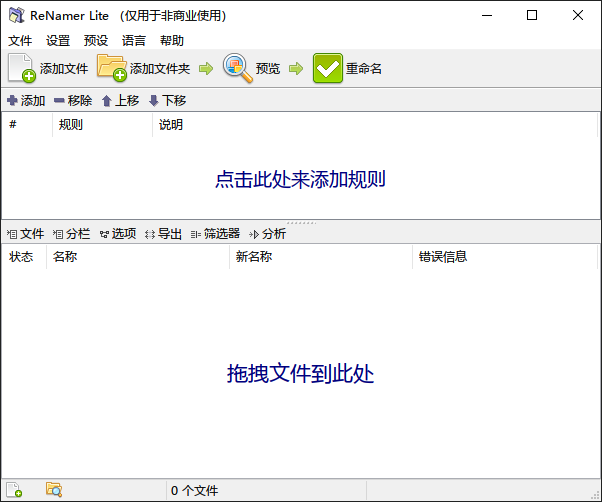 ReNamer Lite （仅用于非商业使用）
文件 设置 预设 语言 帮助
添加文件 添加文件夹 预览 重命名
添加 移除 上移 下移
# 规则 说明
点击此处来添加规则
文件 分栏 选项 导出 筛选器 分析
状态 名称 新名称 错误信息
拖拽文件到此处
0 个文件